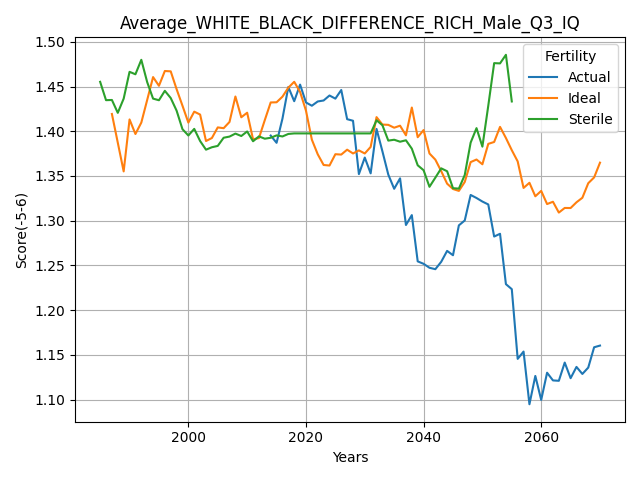 Average_WHITE_BLACK_DIFFERENCE_RICH_Male_Q3_IQ
Fertility
Actual
Ideal
Sterile
Score(-5-6)
1.50
1.45
1.40
1.35
1.30
1.25
1.20
1.15
1.10
2000 2020 2040 2060
Years